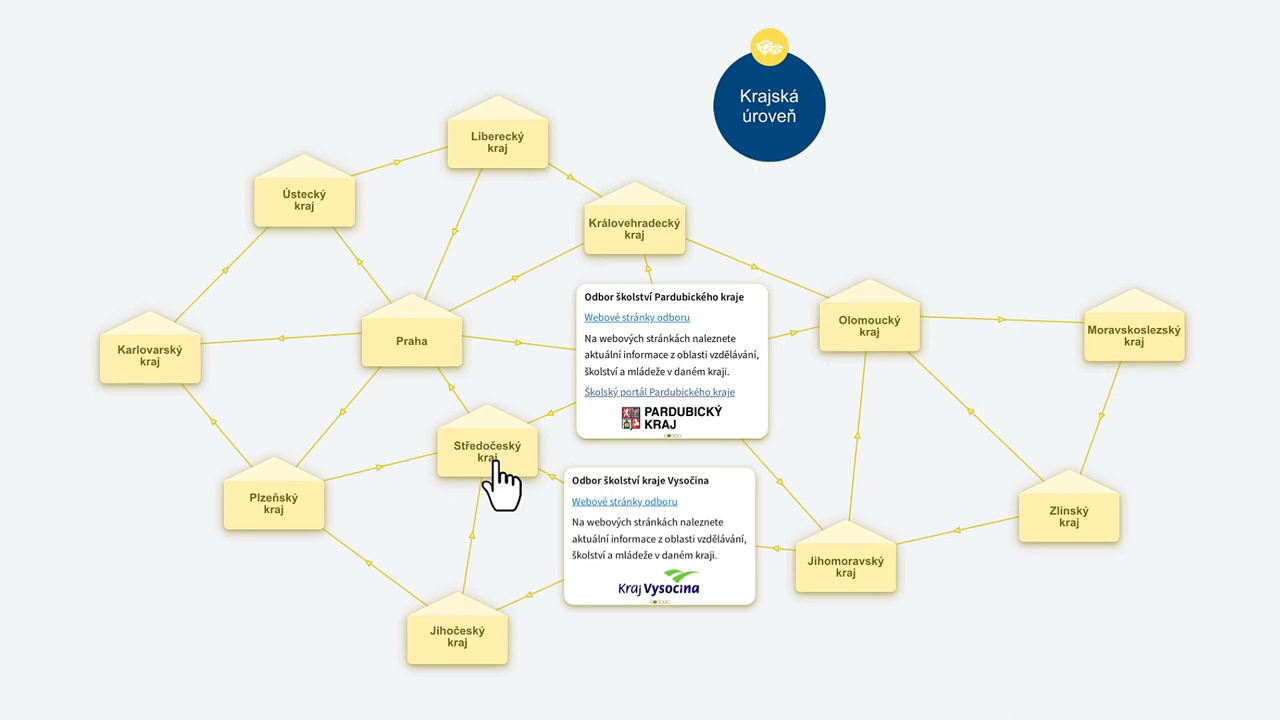 Krajská
úroveň
Liberecký
kraj
Ústecký
kraj
Královehradecký
kraj
Odbor školství Pardubického kraje
Webové stránky odboru
Na webových stránkách naleznete
aktuální informace z oblasti vzdělávání,
školství a mládeže v daném kraji.
Školský portál Pardubického kraje
PARDUBICKÝ
KRAJ
Olomoucký
kraj
Moravskoslezský
kraj
Karlovarský
kraj
Praha
Středočeský
kraj
Plzeňský
kraj
Odbor školství kraje Vysočina
Webové stránky odboru
Na webových stránkách naleznete
aktuální informace z oblasti vzdělávání,
školství a mládeže v daném kraji.
Kraj Vysočina
Jihomoravský
kraj
Zlínský
kraj
Jihočeský
kraj